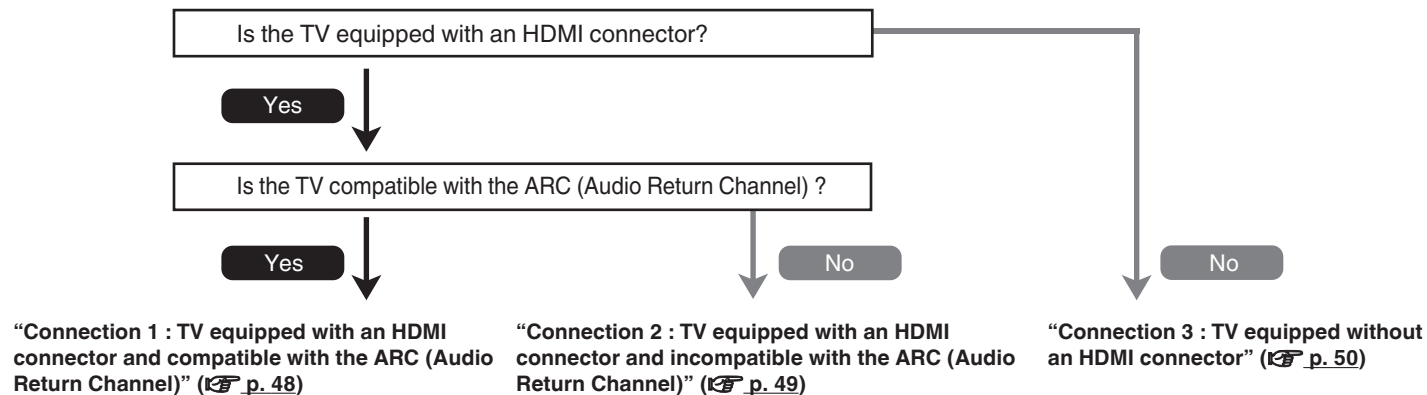 Is the TV equipped with an HDMI connector?
Yes
Is the TV compatible with the ARC (Audio Return Channel) ?
Yes
No
No
“Connection 1 : TV equipped with an HDMI
connector and compatible with the ARC (Audio
Return Channel)” (☞ p. 48)
“Connection 2 : TV equipped with an HDMI
connector and incompatible with the ARC (Audio
Return Channel)” (☞ p. 49)
“Connection 3 : TV equipped without
an HDMI connector” (☞ p. 50)